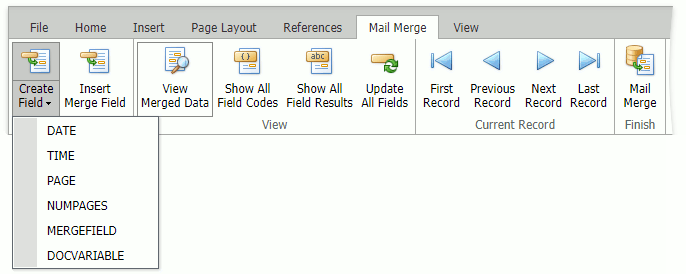 File Home Insert Page Layout References Mail Merge View
Create Field Insert Merge Field View Merged Data {} Show All Field Codes abc Show All Field Results Update All Fields First Record Previous Record Next Record Last Record Mail Merge
View Current Record Finish
DATE
TIME
PAGE
NUMPAGES
MERGEFIELD
DOCVARIABLE